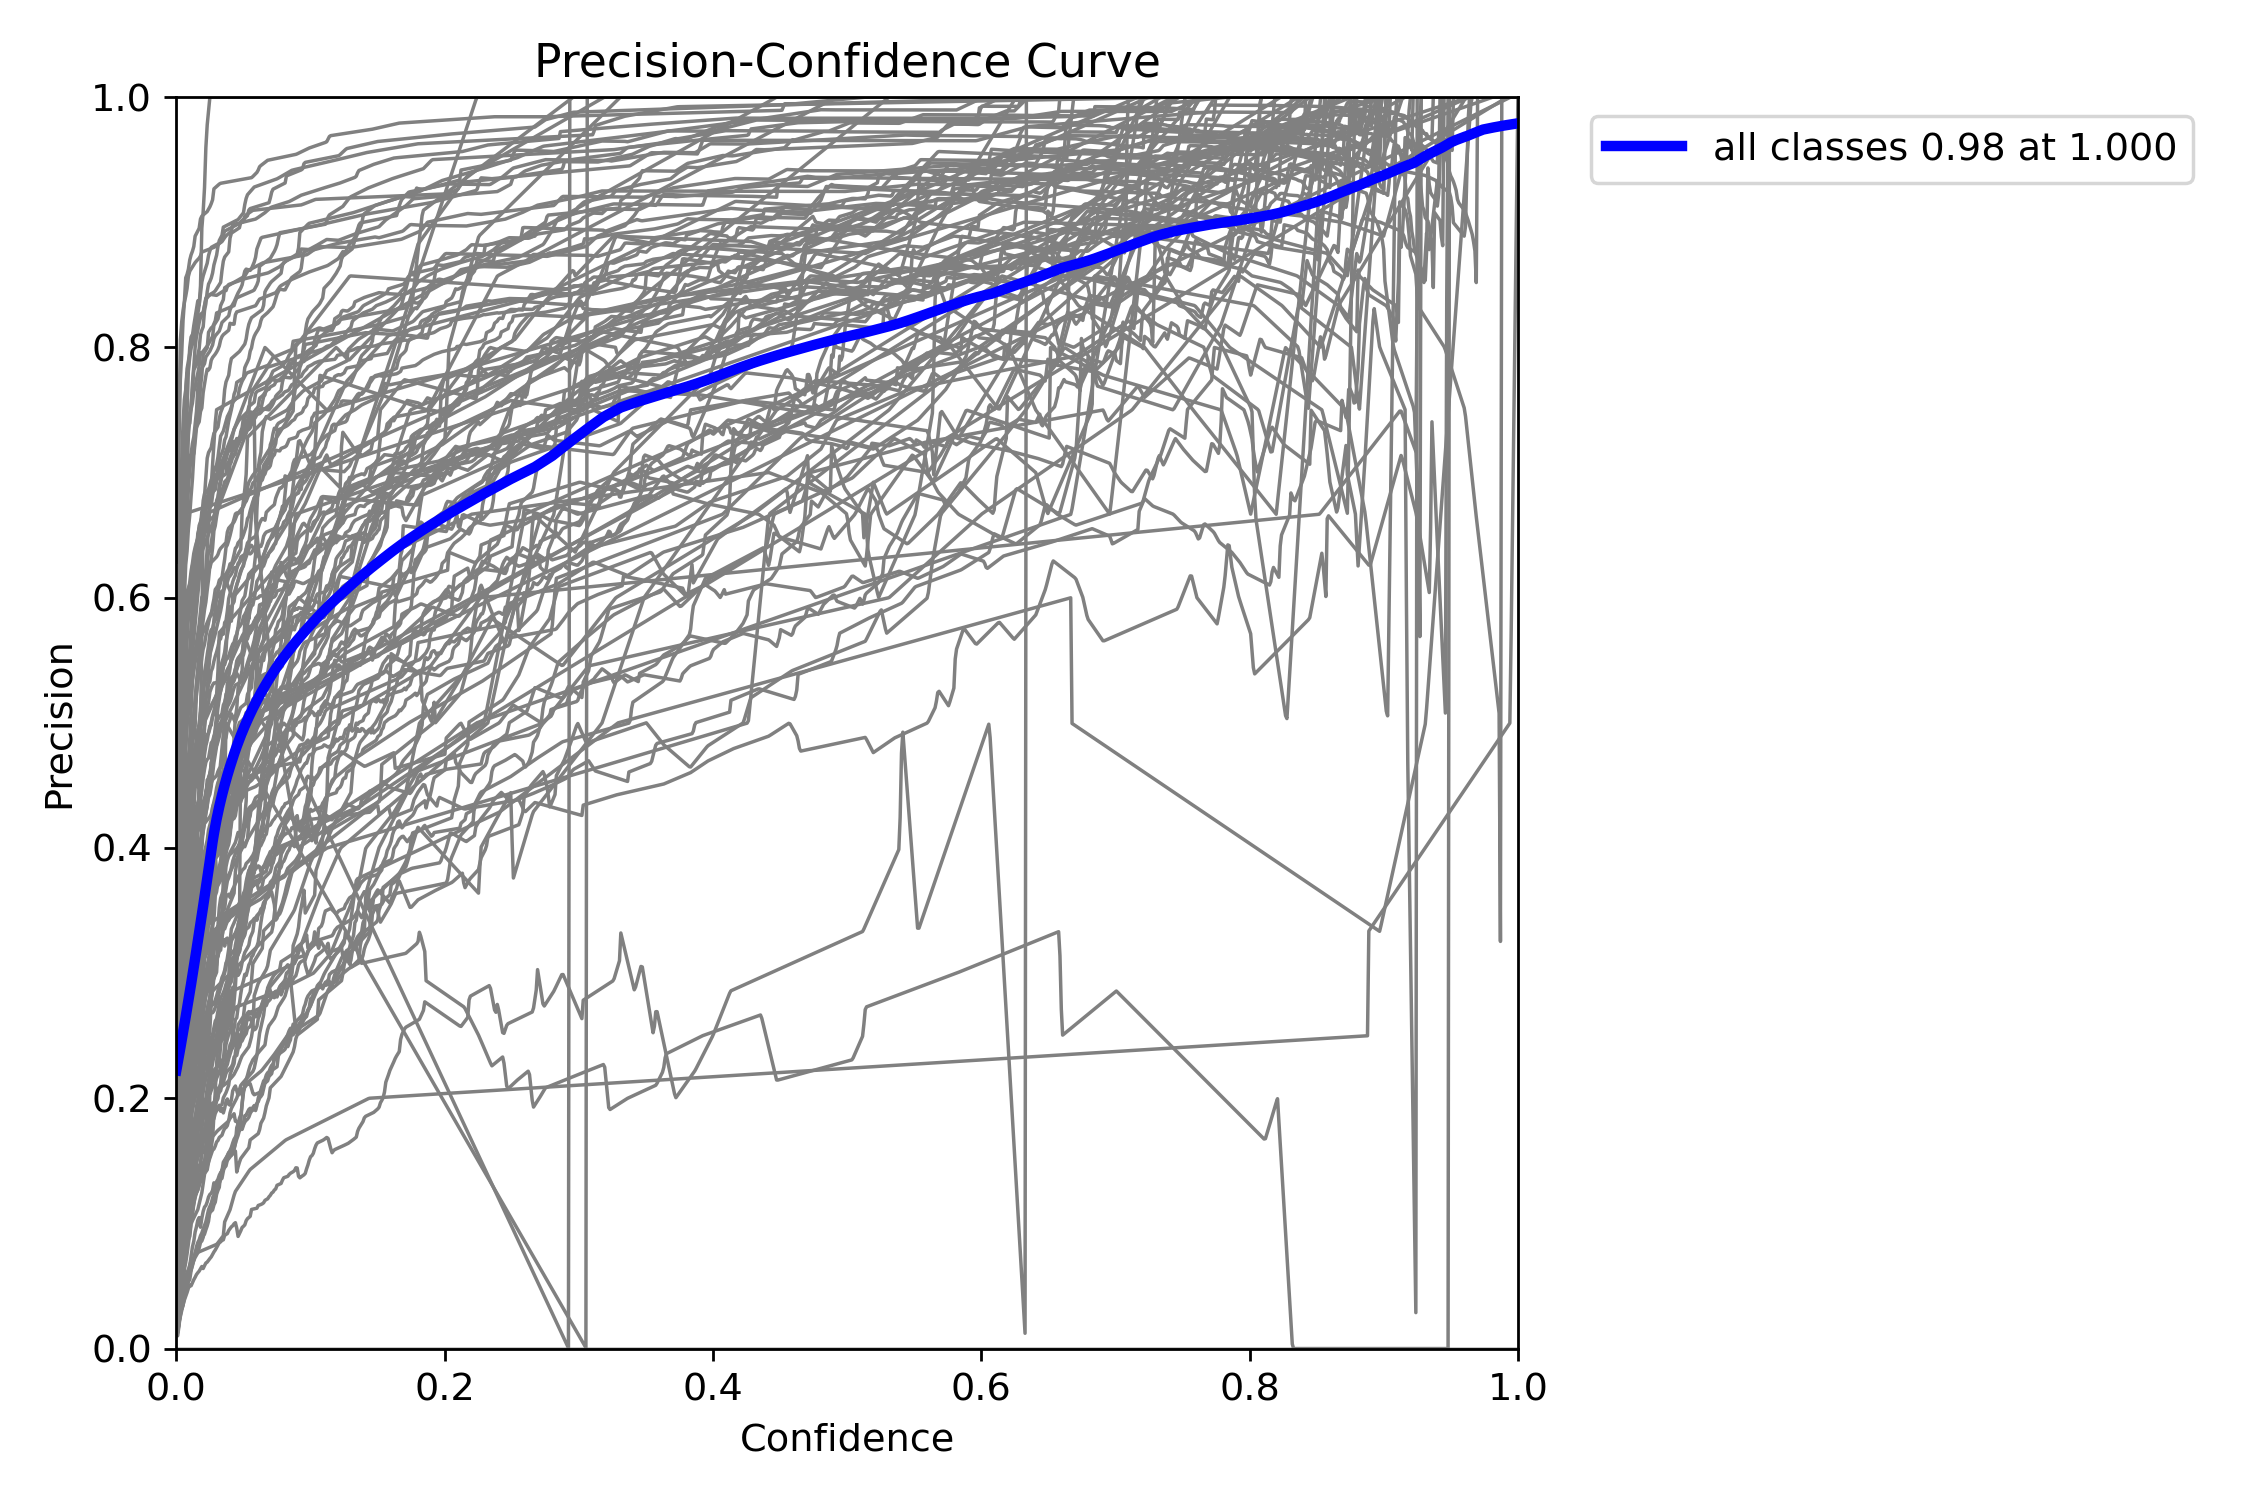 Precision-Confidence Curve
all classes 0.98 at 1.000
Precision
1.0
0.8
0.6
0.4
0.2
0.0
0.0 0.2 0.4 0.6 0.8 1.0
Confidence